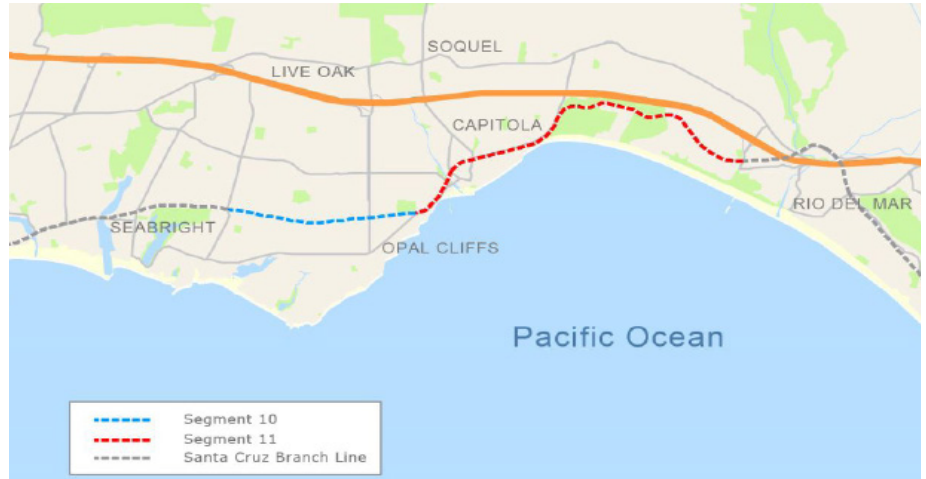 SOQUEL
LIVE OAK
CAPITOLA
RIO DEL MAR
SEABRIGHT
OPAL CLIFFS
Pacific Ocean
Segment 10
Segment 11
Santa Cruz Branch Line